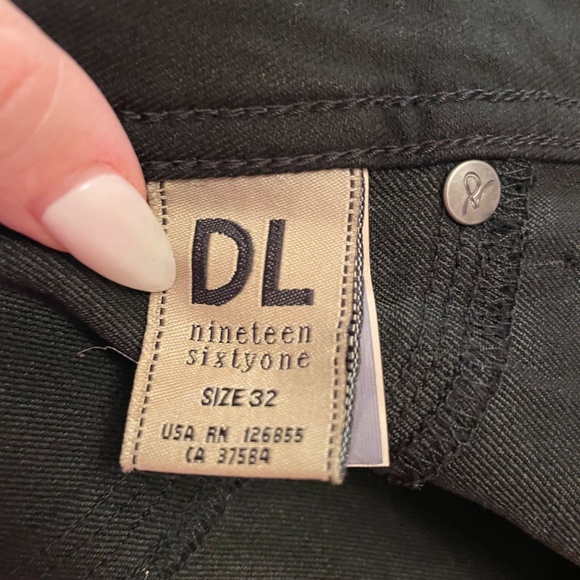 DL
nineteen
sixtyone
SIZE 32
USA RN 126855
CA 37584